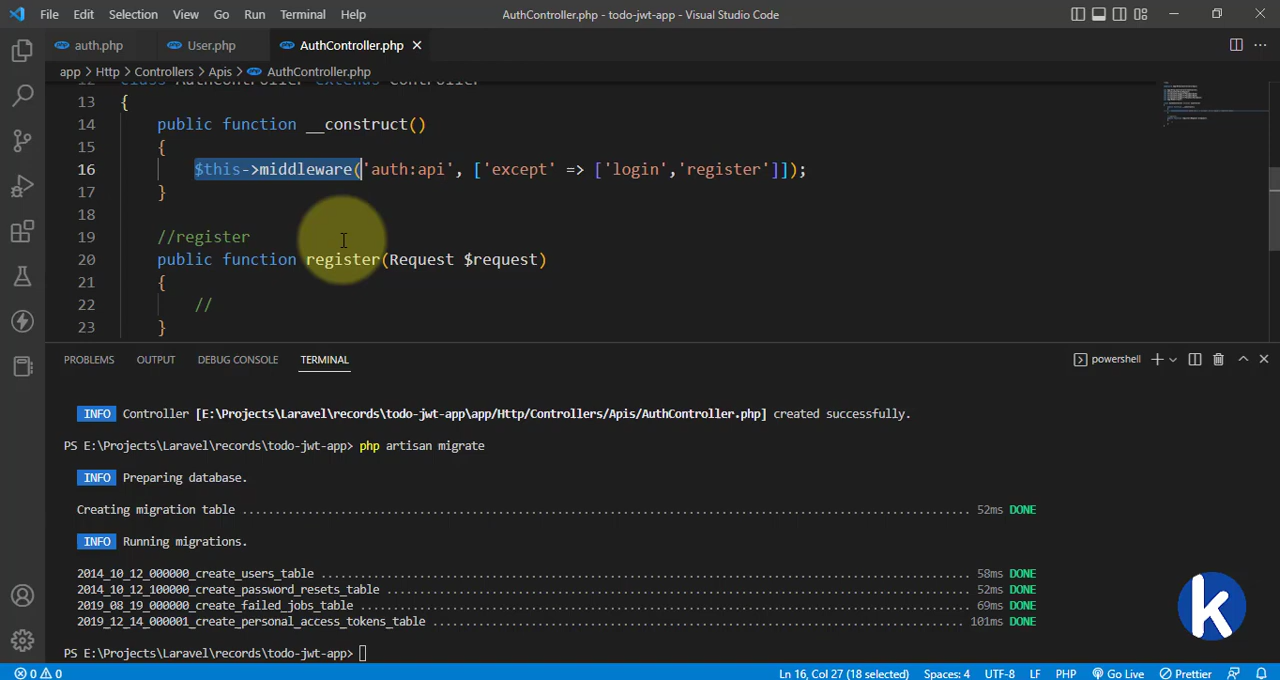 File Edit Selection View Go Run Terminal Help AuthController.php - todo-jwt-app - Visual Studio Code
auth.php User.php AuthController.php
app > Http > Controllers > Apis > AuthController.php
12 class AuthController extends Controller
13 {
14 public function __construct()
15 {
16 $this->middleware('auth:api', ['except' => ['login','register']]);
17 }
18
19 //register
20 public function register(Request $request)
21 {
22 //
23 }
PROBLEMS OUTPUT DEBUG CONSOLE TERMINAL powershell
INFO Controller [E:\Projects\Laravel\records\todo-jwt-app\app/Http/Controllers/Apis/AuthController.php] created successfully.
PS E:\Projects\Laravel\records\todo-jwt-app> php artisan migrate
INFO Preparing database.
Creating migration table ........................................................................................................ 52ms DONE
INFO Running migrations.
2014_10_12_000000_create_users_table ............................................................................................ 58ms DONE
2014_10_12_100000_create_password_resets_table .................................................................................. 52ms DONE
2019_08_19_000000_create_failed_jobs_table ...................................................................................... 69ms DONE
2019_12_14_000001_create_personal_access_tokens_table .......................................................................... 101ms DONE
PS E:\Projects\Laravel\records\todo-jwt-app>
k
0 0 Ln 16, Col 27 (18 selected) Spaces: 4 UTF-8 LF PHP Go Live Prettier